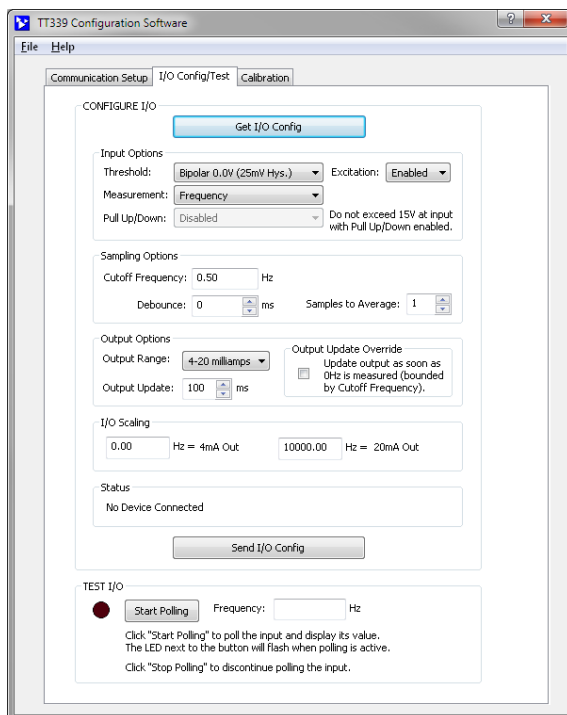 TT339 Configuration Software
File Help
Communication Setup I/O Config/Test Calibration
CONFIGURE I/O
Get I/O Config
Input Options
Threshold: Bipolar 0.0V (25mV Hys.) Excitation: Enabled
Measurement: Frequency
Pull Up/Down: Disabled
Do not exceed 15V at input
with Pull Up/Down enabled.
Sampling Options
Cutoff Frequency: 0.50 Hz
Debounce: 0 ms Samples to Average: 1
Output Options
Output Range: 4-20 milliamps
Output Update: 100 ms
Output Update Override
Update output as soon as
0Hz is measured (bounded
by Cutoff Frequency).
I/O Scaling
0.00 Hz = 4mA Out 10000.00 Hz = 20mA Out
Status
No Device Connected
Send I/O Config
TEST I/O
Start Polling Frequency: Hz
Click "Start Polling" to poll the input and display its value.
The LED next to the button will flash when polling is active.
Click "Stop Polling" to discontinue polling the input.